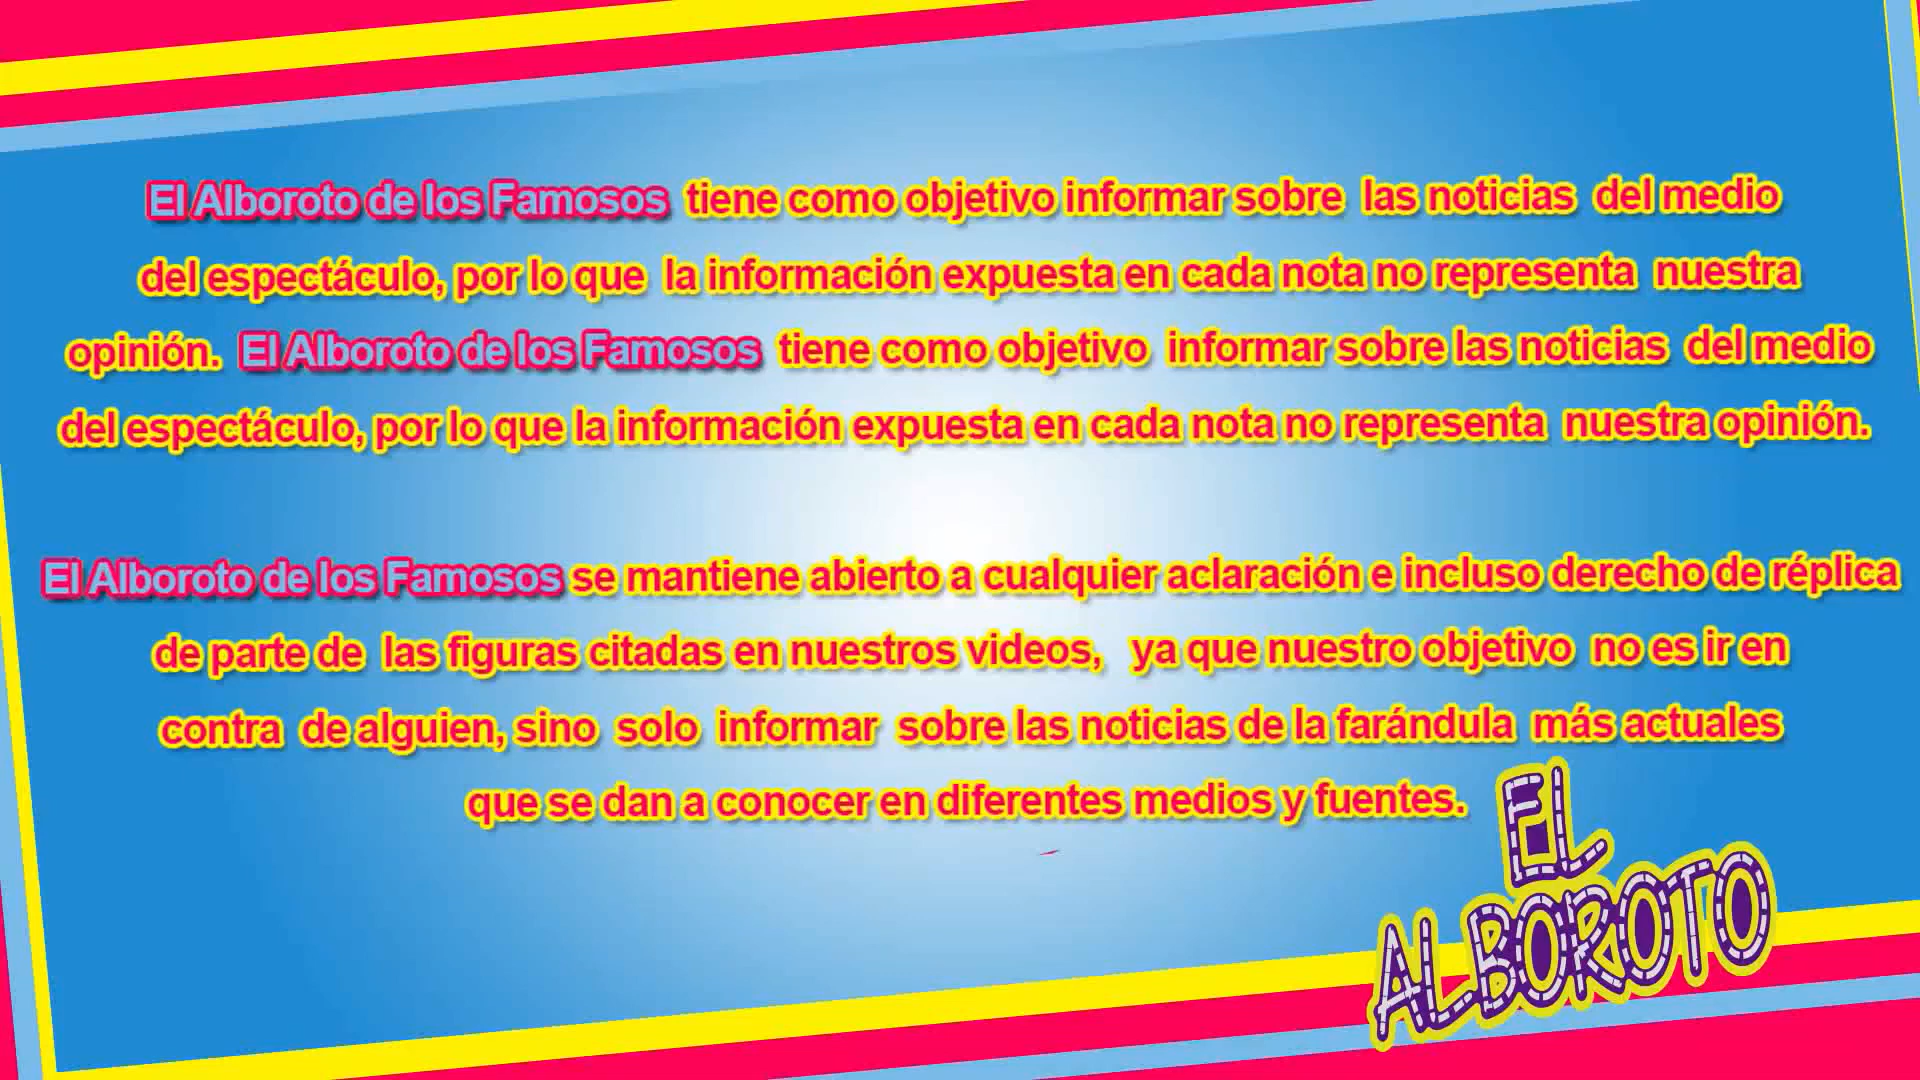 El Alboroto de los Famosos tiene como objetivo informar sobre las noticias del medio
del espectáculo, por lo que la información expuesta en cada nota no representa nuestra
opinión. El Alboroto de los Famosos tiene como objetivo informar sobre las noticias del medio
del espectáculo, por lo que la información expuesta en cada nota no representa nuestra opinión.
El Alboroto de los Famosos se mantiene abierto a cualquier aclaración e incluso derecho de réplica
de parte de las figuras citadas en nuestros videos, ya que nuestro objetivo no es ir en
contra de alguien, sino solo informar sobre las noticias de la farándula más actuales
que se dan a conocer en diferentes medios y fuentes.
EL
ALBOROTO